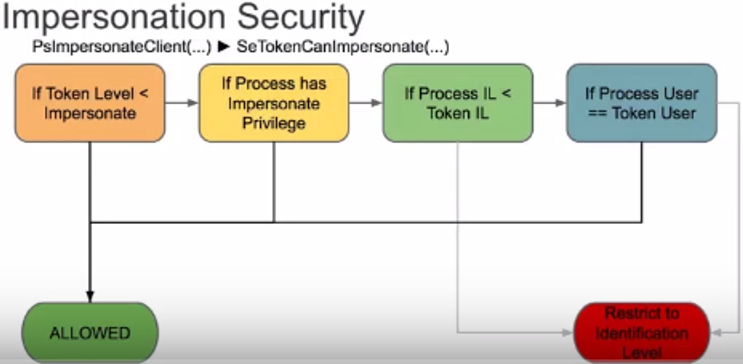 Impersonation Security
PsImpersonateClient(...) ► SeTokenCanImpersonate(...)
If Token Level <
Impersonate
If Process has
Impersonate
Privilege
If Process IL <
Token IL
If Process User
== Token User
ALLOWED
Restrict to
Identification
Level